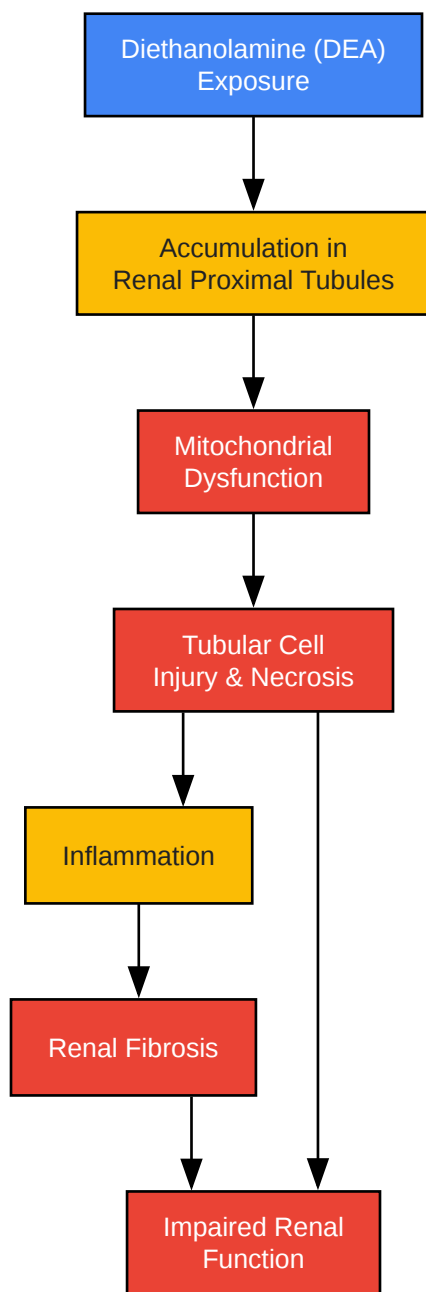 Diethanolamine (DEA)
Exposure
Accumulation in
Renal Proximal Tubules
Mitochondrial
Dysfunction
Tubular Cell
Injury & Necrosis
Inflammation
Renal Fibrosis
Impaired Renal
Function